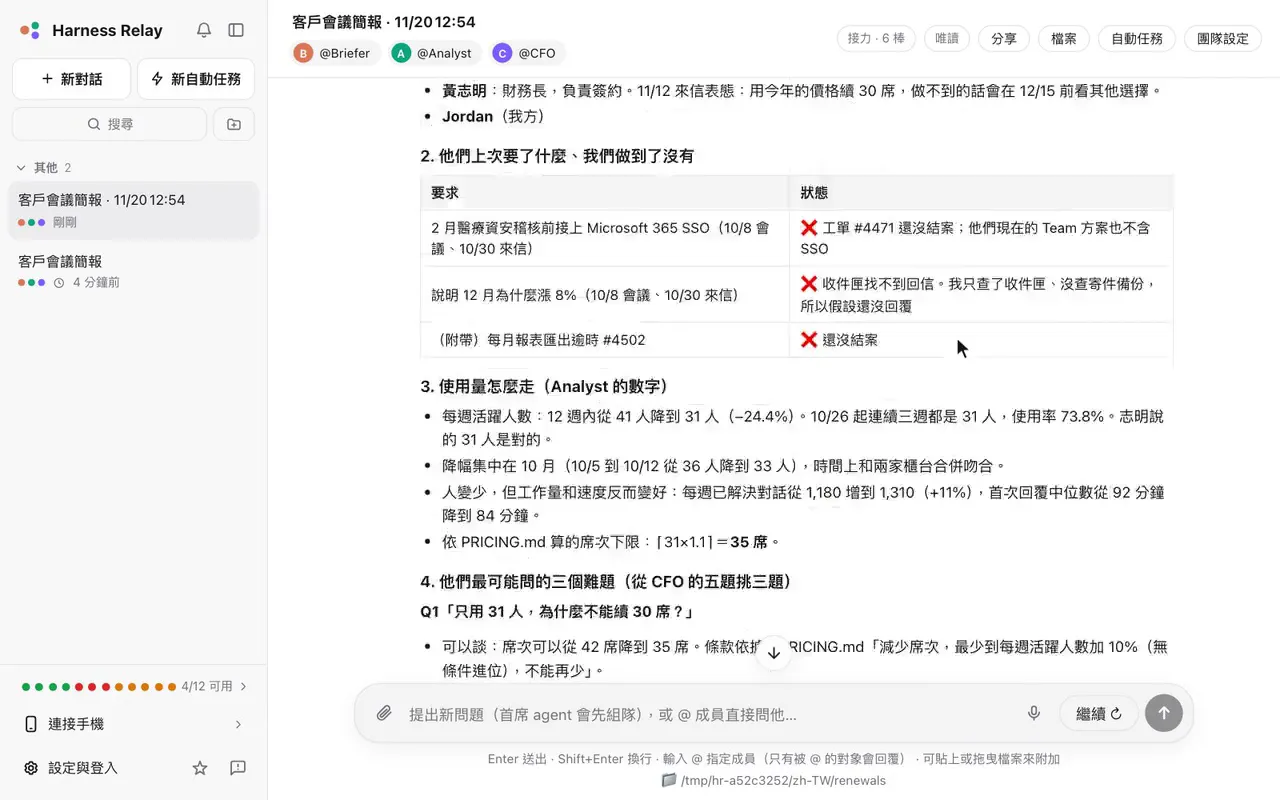 Harness Relay
新對話
新自動任務
搜尋
其他 2
客戶會議簡報 · 11/20 12:54
剛剛
客戶會議簡報
4 分鐘前
4/12 可用
連接手機
設定與登入
客戶會議簡報 · 11/20 12:54
B @Briefer
A @Analyst
C @CFO
接力 · 6 棒
唯讀
分享
檔案
自動任務
團隊設定
• 黃志明：財務長，負責簽約。11/12 來信表態：用今年的價格續 30 席，做不到的話會在 12/15 前看其他選擇。
• Jordan（我方）
2. 他們上次要了什麼、我們做到了沒有
要求
狀態
2 月醫療資安稽核前接上 Microsoft 365 SSO（10/8 會
議、10/30 來信）
❌ 工單 #4471 還沒結案；他們現在的 Team 方案也不含
SSO
說明 12 月為什麼漲 8%（10/8 會議、10/30 來信）
❌ 收件匣找不到回信。我只查了收件匣、沒查寄件備份，
所以假設還沒回覆
（附帶）每月報表匯出逾時 #4502
❌ 還沒結案
3. 使用量怎麼走（Analyst 的數字）
• 每週活躍人數：12 週內從 41 人降到 31 人（−24.4%）。10/26 起連續三週都是 31 人，使用率 73.8%。志明說
的 31 人是對的。
• 降幅集中在 10 月（10/5 到 10/12 從 36 人降到 33 人），時間上和兩家櫃台合併吻合。
• 人變少，但工作量和速度反而變好：每週已解決對話從 1,180 增到 1,310（+11%），首次回覆中位數從 92 分鐘
降到 84 分鐘。
• 依 PRICING.md 算的席次下限：⌈31×1.1⌉＝35 席。
4. 他們最可能問的三個難題（從 CFO 的五題挑三題）
Q1「只用 31 人，為什麼不能續 30 席？」
• 可以談：席次可以從 42 席降到 35 席。條款依 RICING.md「減少席次，最少到每週活躍人數加 10%（無
條件進位），不能再少」。
提出新問題（首席 agent 會先組隊），或 @ 成員直接問他...
繼續
Enter 送出 · Shift+Enter 換行 · 輸入 @ 指定成員（只有被 @ 的對象會回覆） · 可貼上或拖曳檔案來附加
/tmp/hr-a52c3252/zh-TW/renewals